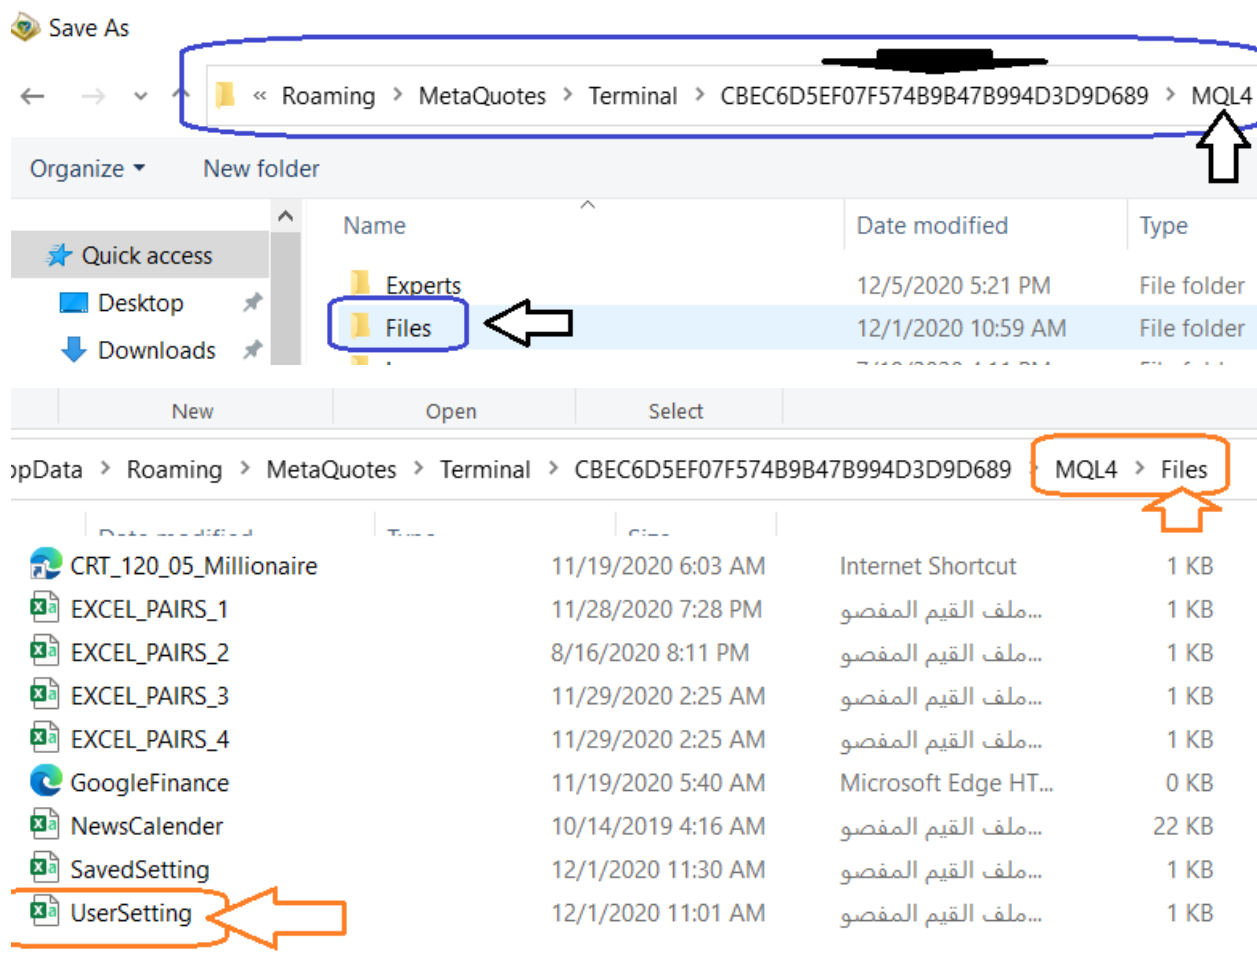 Save As
« Roaming > MetaQuotes > Terminal > CBEC6D5EF07F574B9B47B994D3D9D689 > MQL4
Organize New folder
Name Date modified Type
Quick access
Experts 12/5/2020 5:21 PM File folder
Desktop
Files 12/1/2020 10:59 AM File folder
Downloads
New Open Select
ppData > Roaming > MetaQuotes > Terminal > CBEC6D5EF07F574B9B47B994D3D9D689 > MQL4 > Files
Date modified Type Size
CRT_120_05_Millionaire 11/19/2020 6:03 AM Internet Shortcut 1 KB
EXCEL_PAIRS_1 11/28/2020 7:28 PM ملف القيم المفصو... 1 KB
EXCEL_PAIRS_2 8/16/2020 8:11 PM ملف القيم المفصو... 1 KB
EXCEL_PAIRS_3 11/29/2020 2:25 AM ملف القيم المفصو... 1 KB
EXCEL_PAIRS_4 11/29/2020 2:25 AM ملف القيم المفصو... 1 KB
GoogleFinance 11/19/2020 5:40 AM Microsoft Edge HT... 0 KB
NewsCalender 10/14/2019 4:16 AM ملف القيم المفصو... 22 KB
SavedSetting 12/1/2020 11:30 AM ملف القيم المفصو... 1 KB
UserSetting 12/1/2020 11:01 AM ملف القيم المفصو... 1 KB